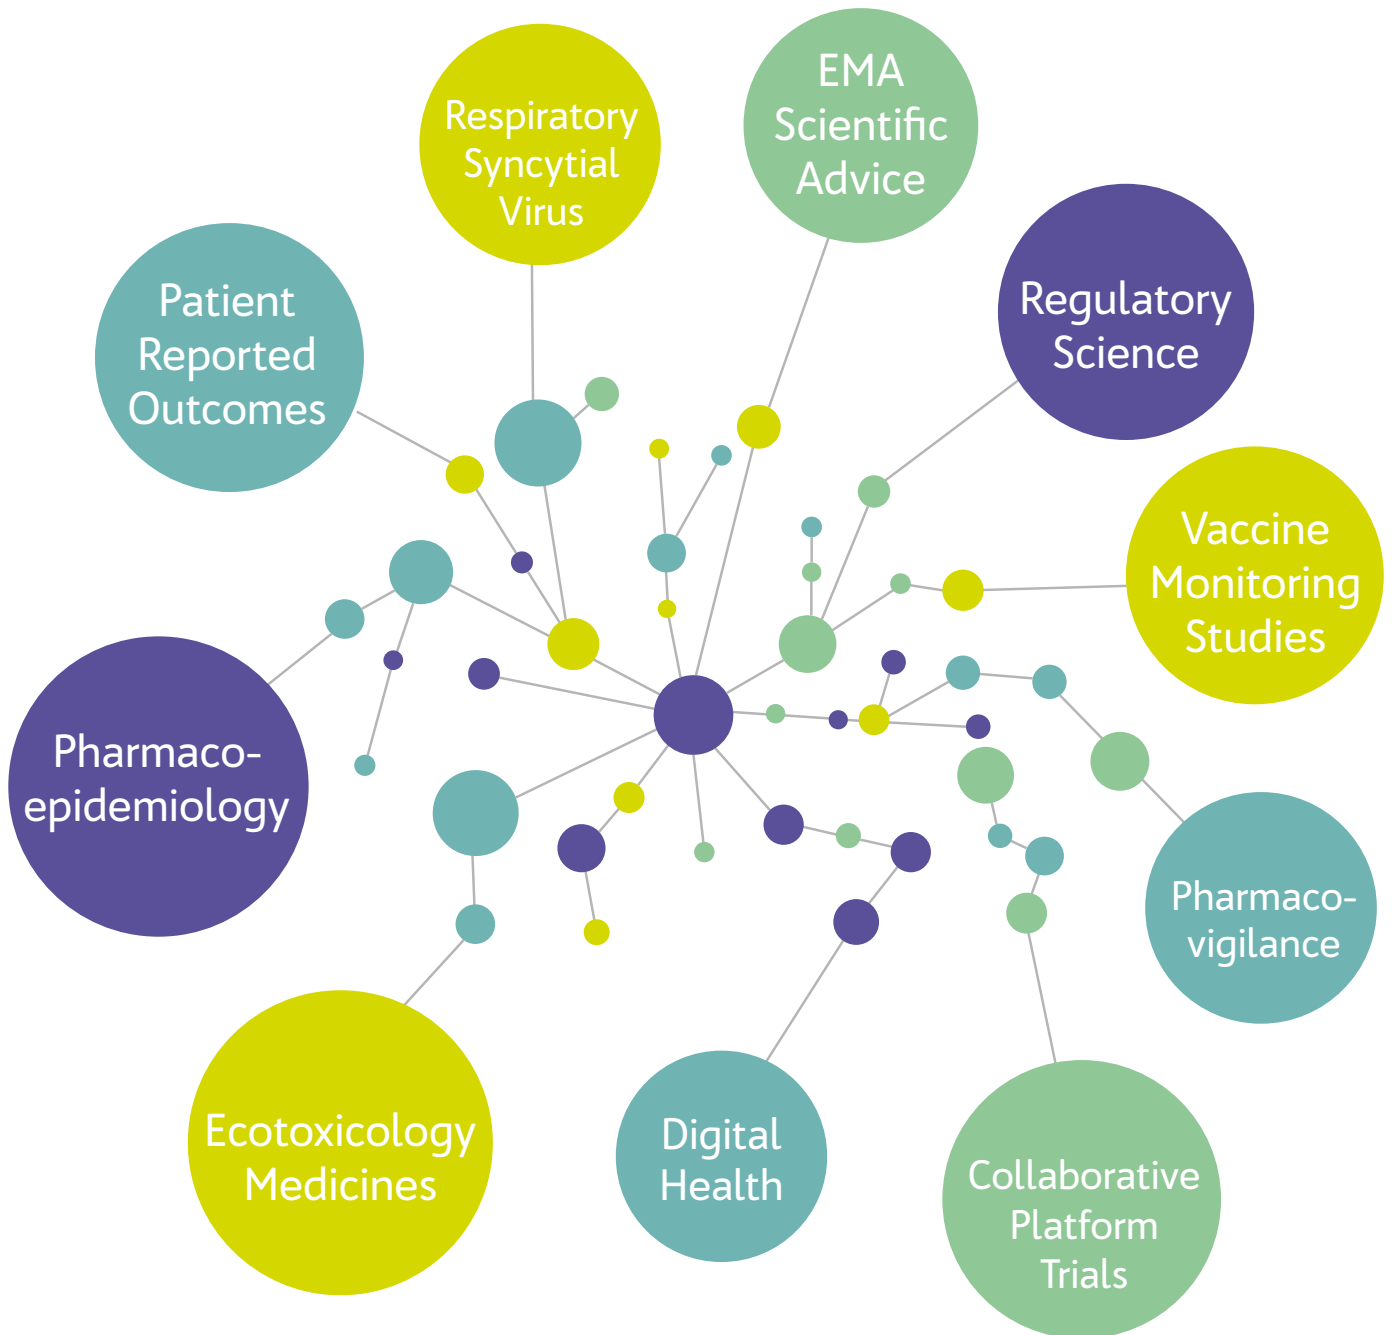 EMA
Scientific
Advice
Respiratory
Syncytial
Virus
Regulatory
Science
Patient
Reported
Outcomes
Vaccine
Monitoring
Studies
Pharmaco-
epidemiology
Pharmaco-
vigilance
Ecotoxicology
Medicines
Digital
Health
Collaborative
Platform
Trials